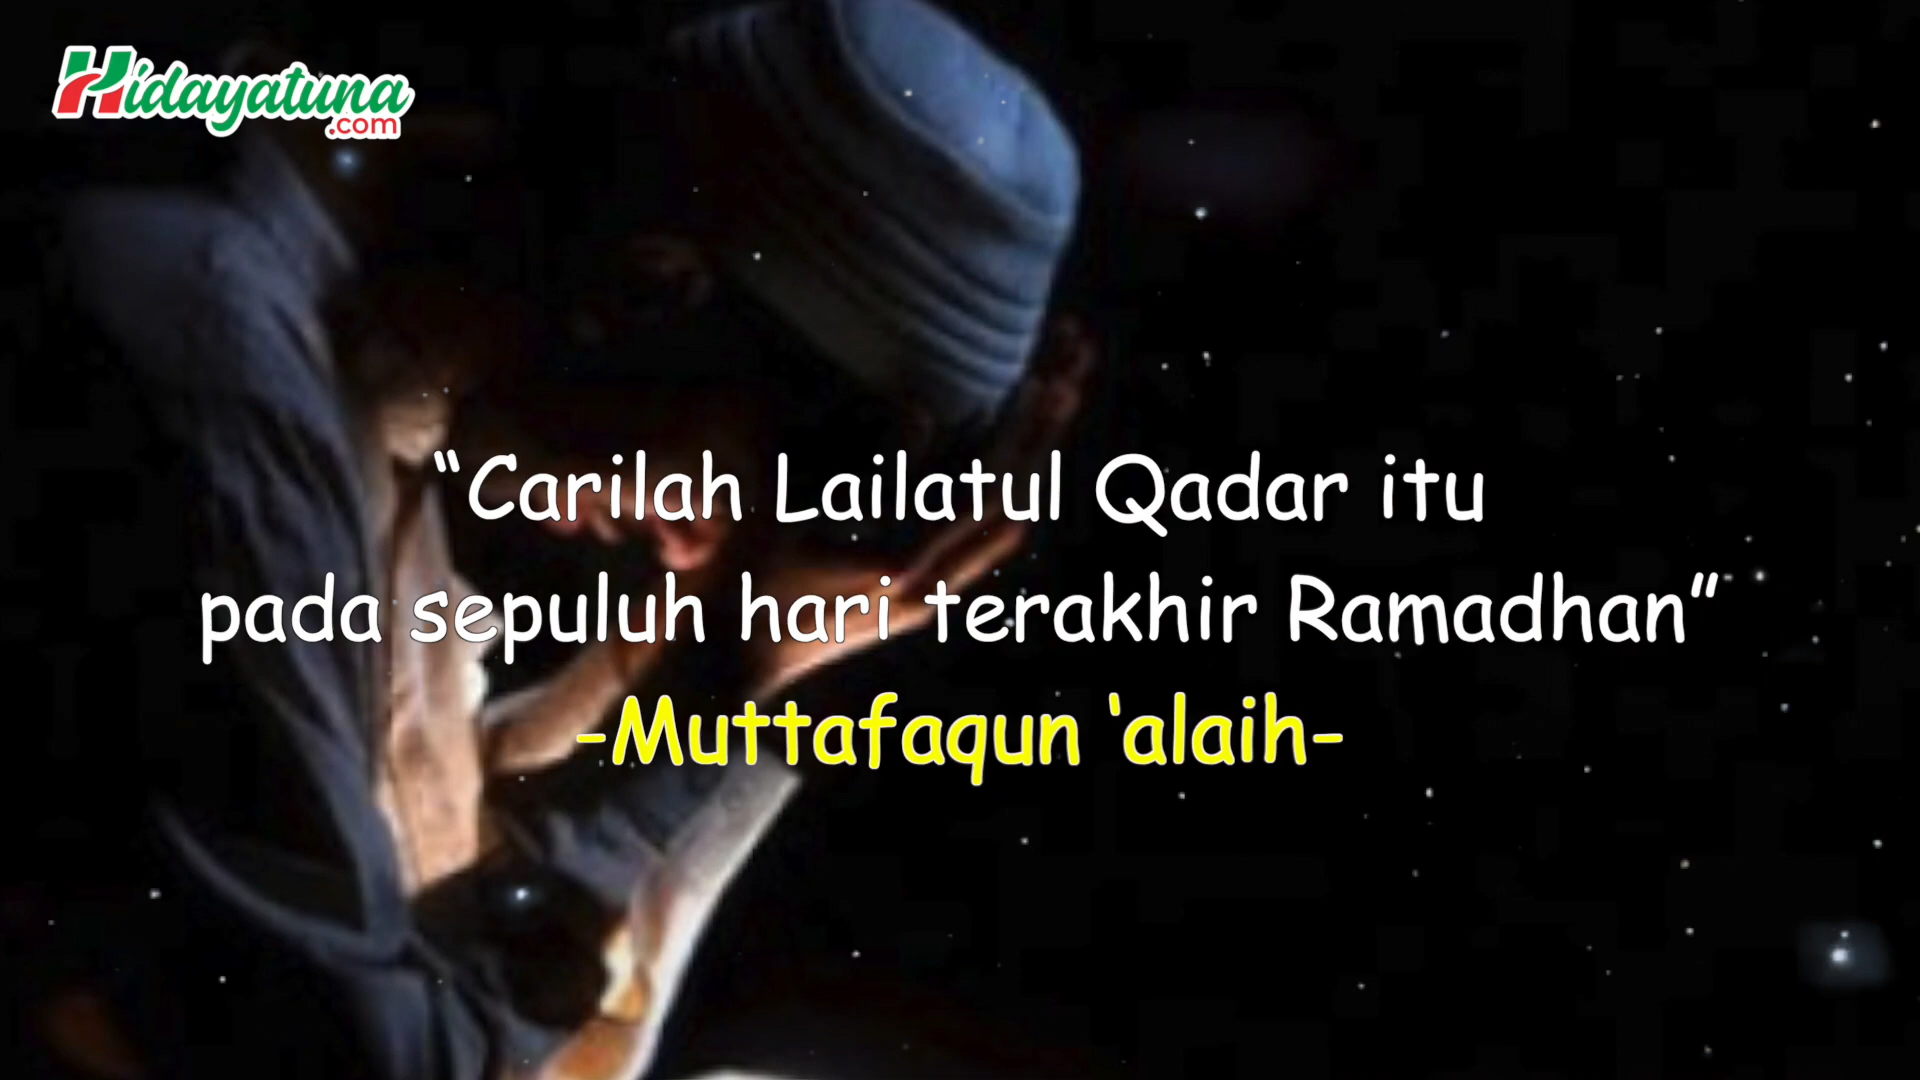 Hidayatuna
.com
“Carilah Lailatul Qadar itu
pada sepuluh hari terakhir Ramadhan”
-Muttafaqun ‘alaih-